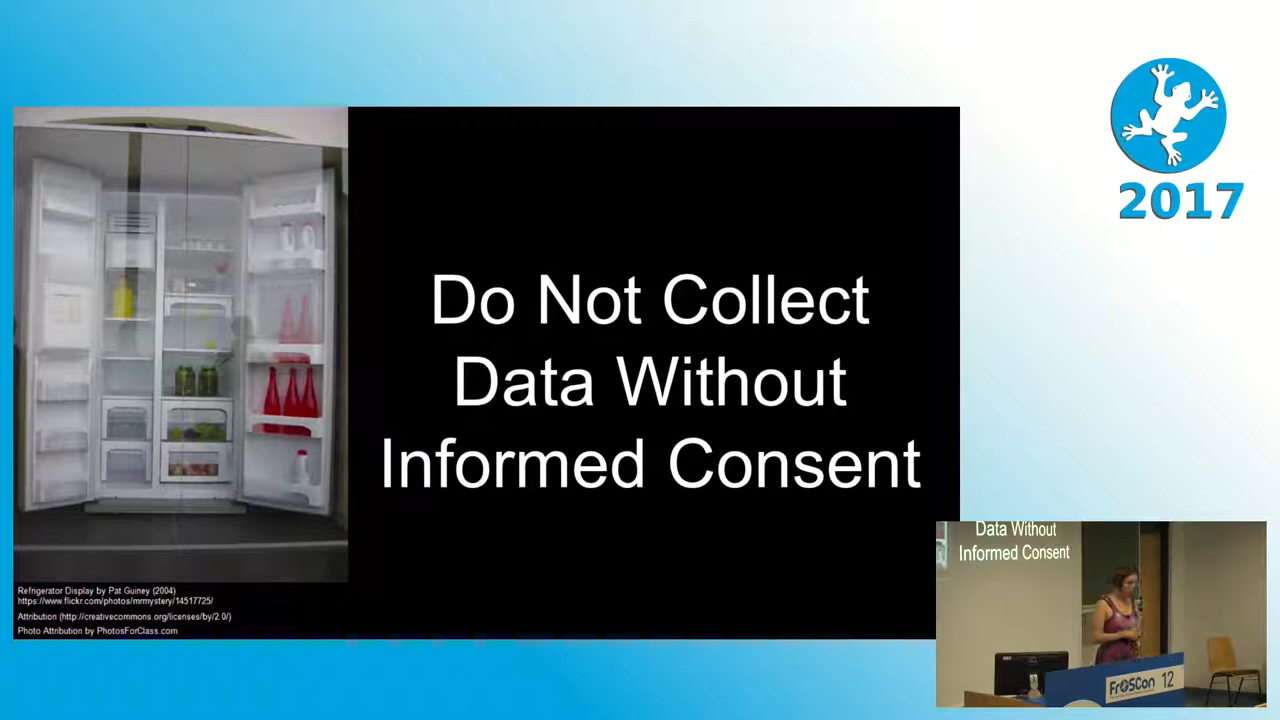 2017
Do Not Collect
Data Without
Informed Consent
Refrigerator Display by Pat Guiney (2004)
https://www.flickr.com/photos/mrmystery/14517725/
Attribution (http://creativecommons.org/licenses/by/2.0/)
Photo Attribution by PhotosForClass.com
Data Without
Informed Consent
FrOSCon 12